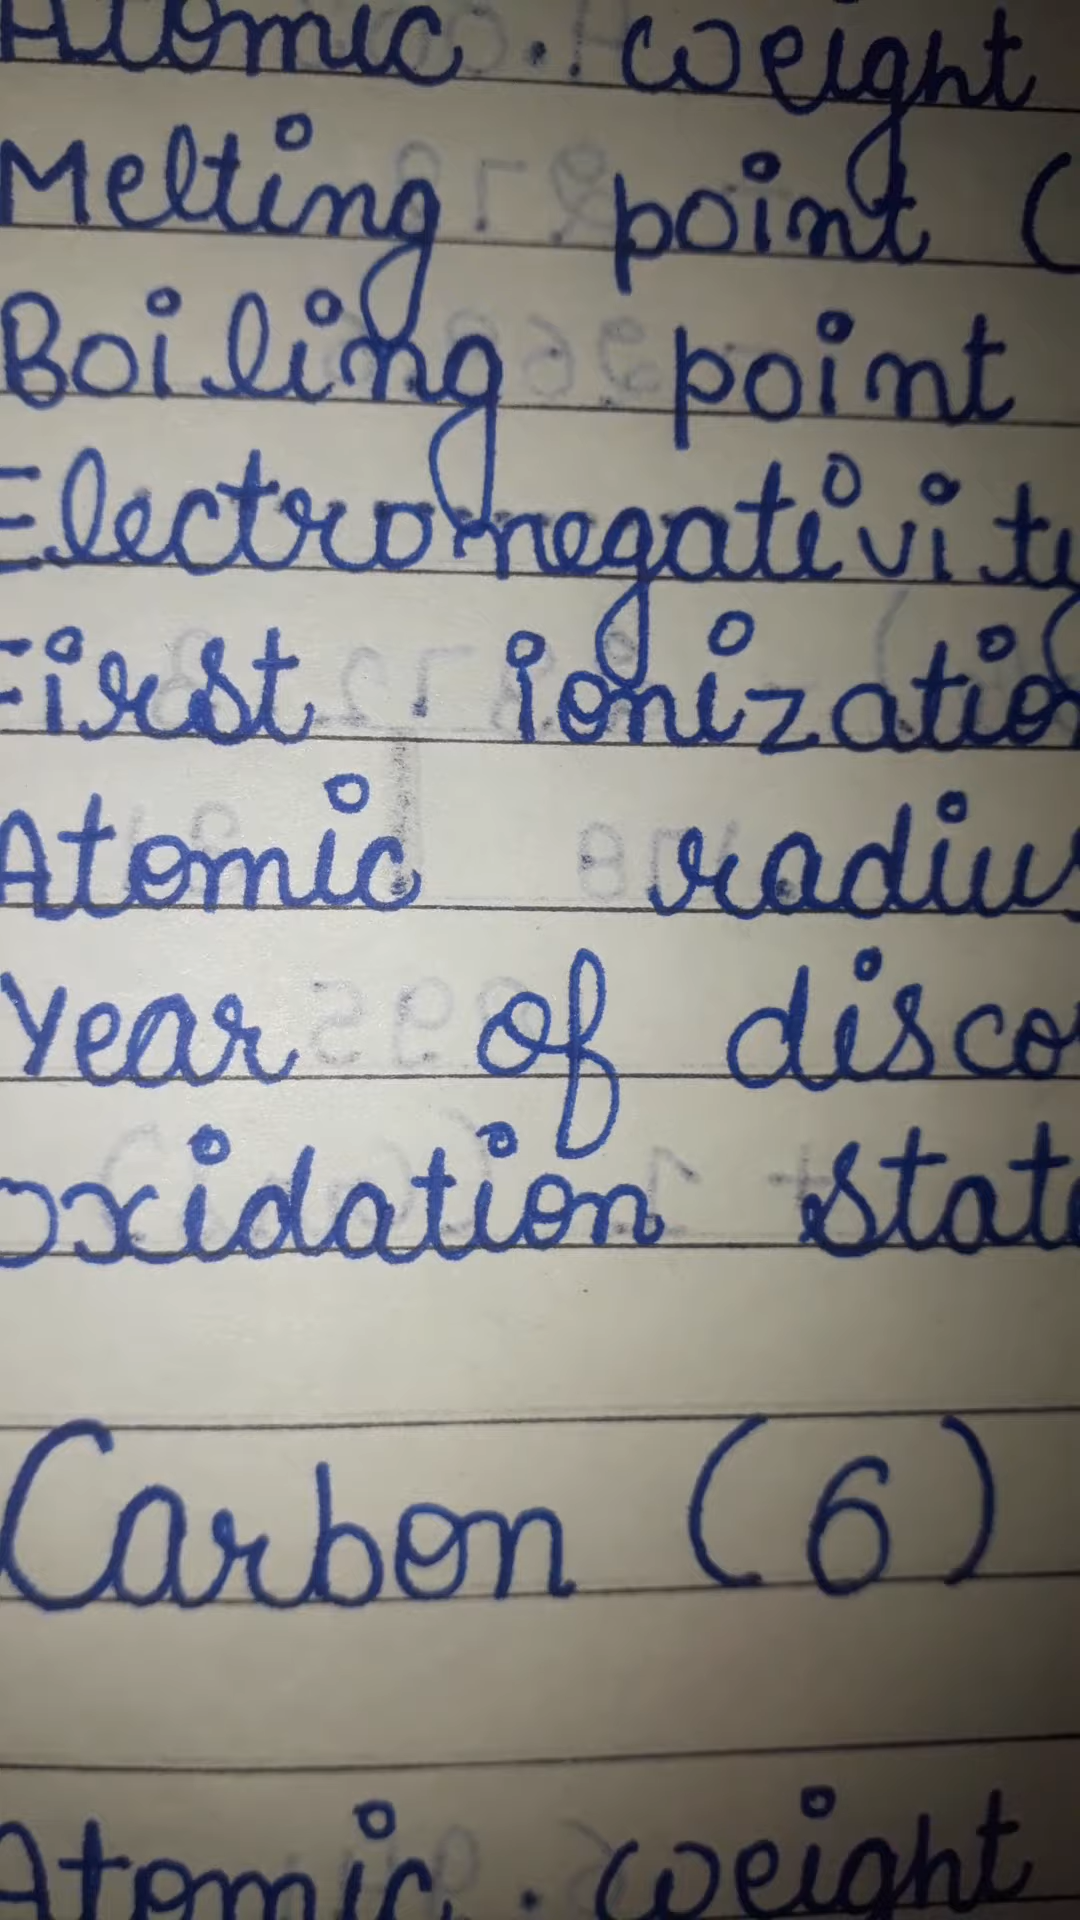 Atomic. weight
Melting point (
Boiling point
Electronegativity
First ionization
Atomic radius
Year of disco
oxidation state
Carbon (6)
Atomic. weight